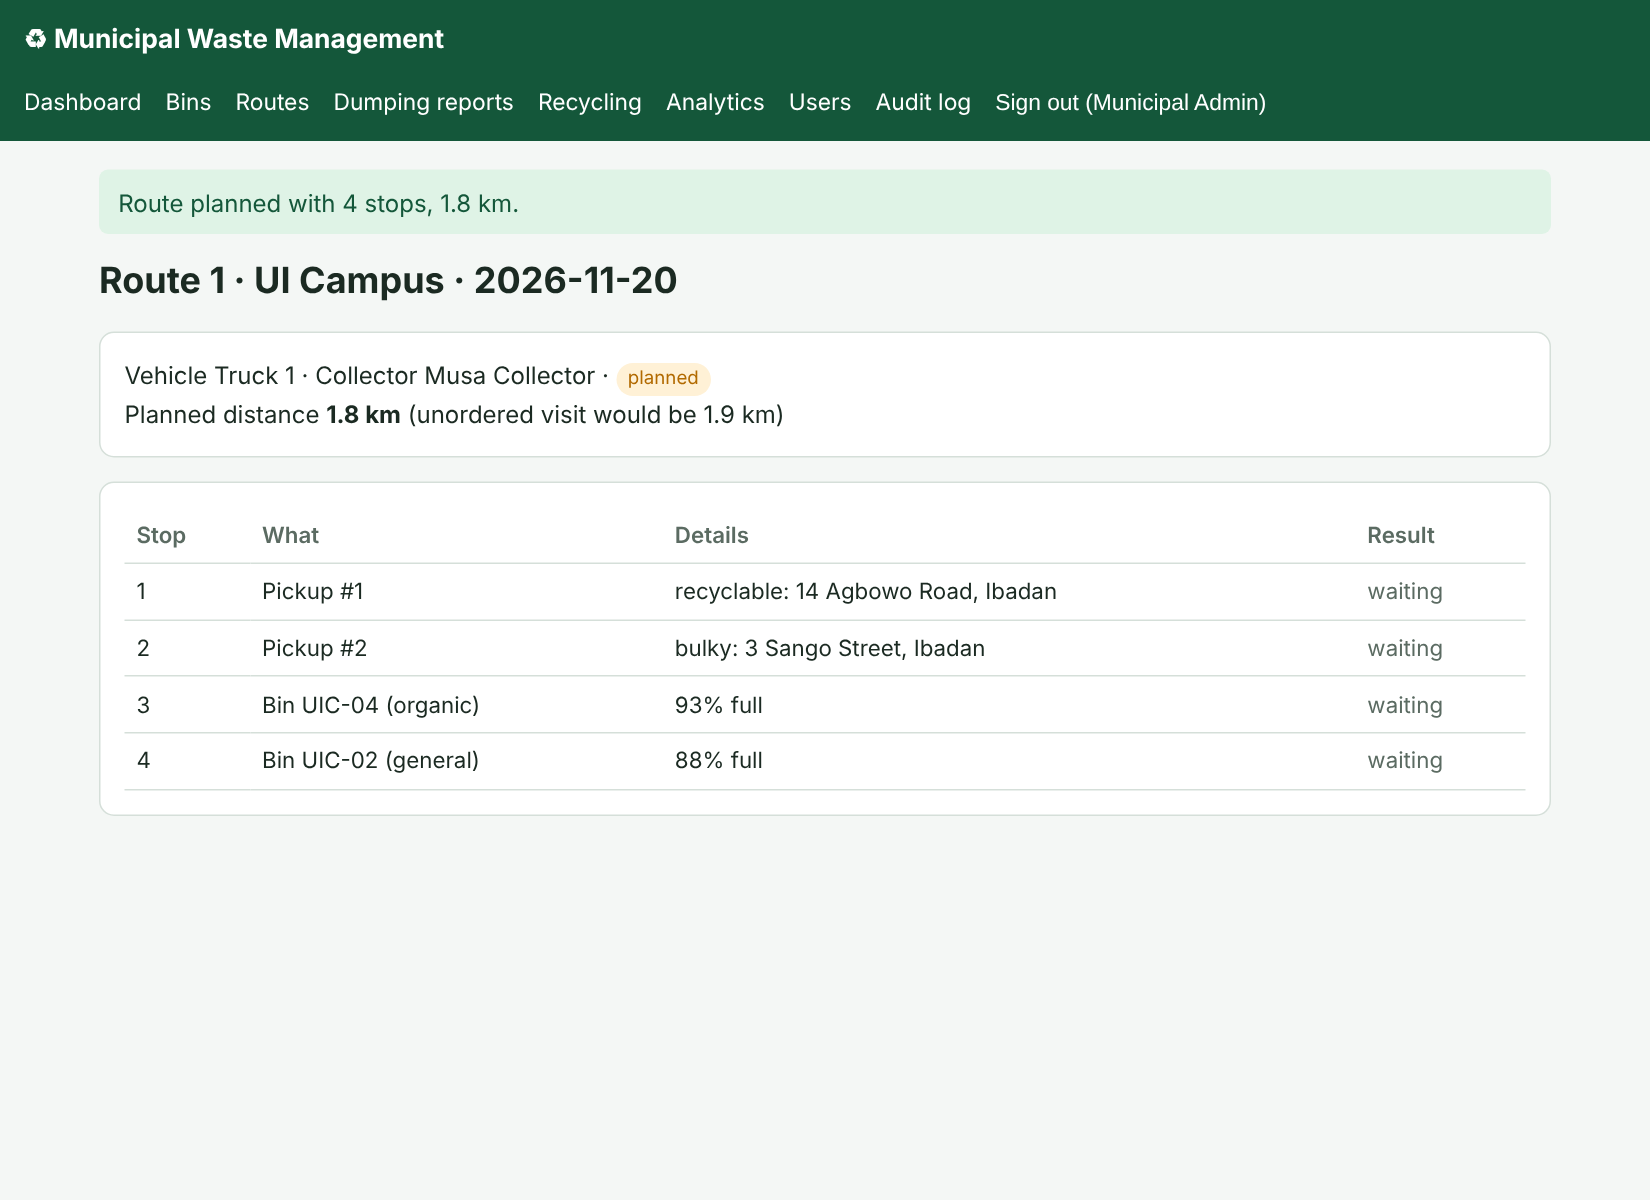 ♻ Municipal Waste Management
Dashboard Bins Routes Dumping reports Recycling Analytics Users Audit log Sign out (Municipal Admin)
Route planned with 4 stops, 1.8 km.
Route 1 · UI Campus · 2026-11-20
Vehicle Truck 1 · Collector Musa Collector · planned
Planned distance 1.8 km (unordered visit would be 1.9 km)
Stop What Details Result
1 Pickup #1 recyclable: 14 Agbowo Road, Ibadan waiting
2 Pickup #2 bulky: 3 Sango Street, Ibadan waiting
3 Bin UIC-04 (organic) 93% full waiting
4 Bin UIC-02 (general) 88% full waiting